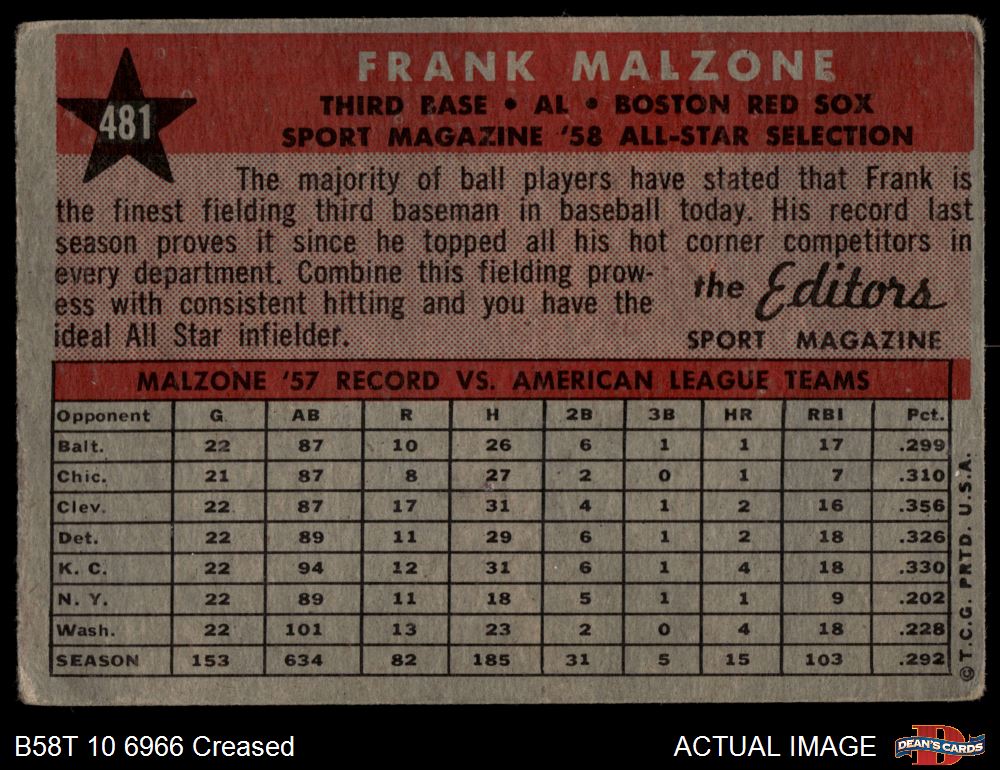 481
FRANK MALZONE
THIRD BASE • AL • BOSTON RED SOX
SPORT MAGAZINE '58 ALL-STAR SELECTION
The majority of ball players have stated that Frank is
the finest fielding third baseman in baseball today. His record last
season proves it since he topped all his hot corner competitors in
every department. Combine this fielding prow-
ess with consistent hitting and you have the
ideal All Star infielder.
the Editors
SPORT MAGAZINE
MALZONE '57 RECORD VS. AMERICAN LEAGUE TEAMS
Opponent G AB R H 2B 3B HR RBI Pct.
Balt. 22 87 10 26 6 1 1 17 .299
Chic. 21 87 8 27 2 0 1 7 .310
Clev. 22 87 17 31 4 1 2 16 .356
Det. 22 89 11 29 6 1 2 18 .326
K. C. 22 94 12 31 6 1 4 18 .330
N. Y. 22 89 11 18 5 1 1 9 .202
Wash. 22 101 13 23 2 0 4 18 .228
SEASON 153 634 82 185 31 5 15 103 .292
© T.C.G. PRTD. U.S.A.
B58T 10 6966 Creased
ACTUAL IMAGE
DEAN'S CARDS